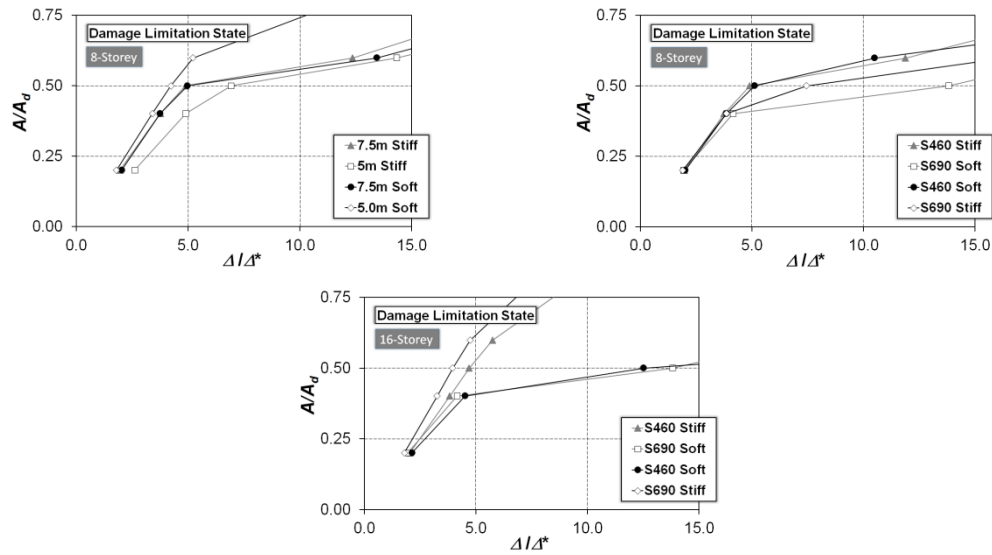 0.75
Damage Limitation State
8-Storey
0.50
A/A_d
0.25
7.5m Stiff
5m Stiff
7.5m Soft
5.0m Soft
0.00
0.0 5.0 10.0 15.0
Δ/Δ*
0.75
Damage Limitation State
8-Storey
0.50
A/A_d
0.25
S460 Stiff
S690 Soft
S460 Soft
S690 Stiff
0.00
0.0 5.0 10.0 15.0
Δ/Δ*
0.75
Damage Limitation State
16-Storey
0.50
A/A_d
0.25
S460 Stiff
S690 Soft
S460 Soft
S690 Stiff
0.00
0.0 5.0 10.0 15.0
Δ/Δ*